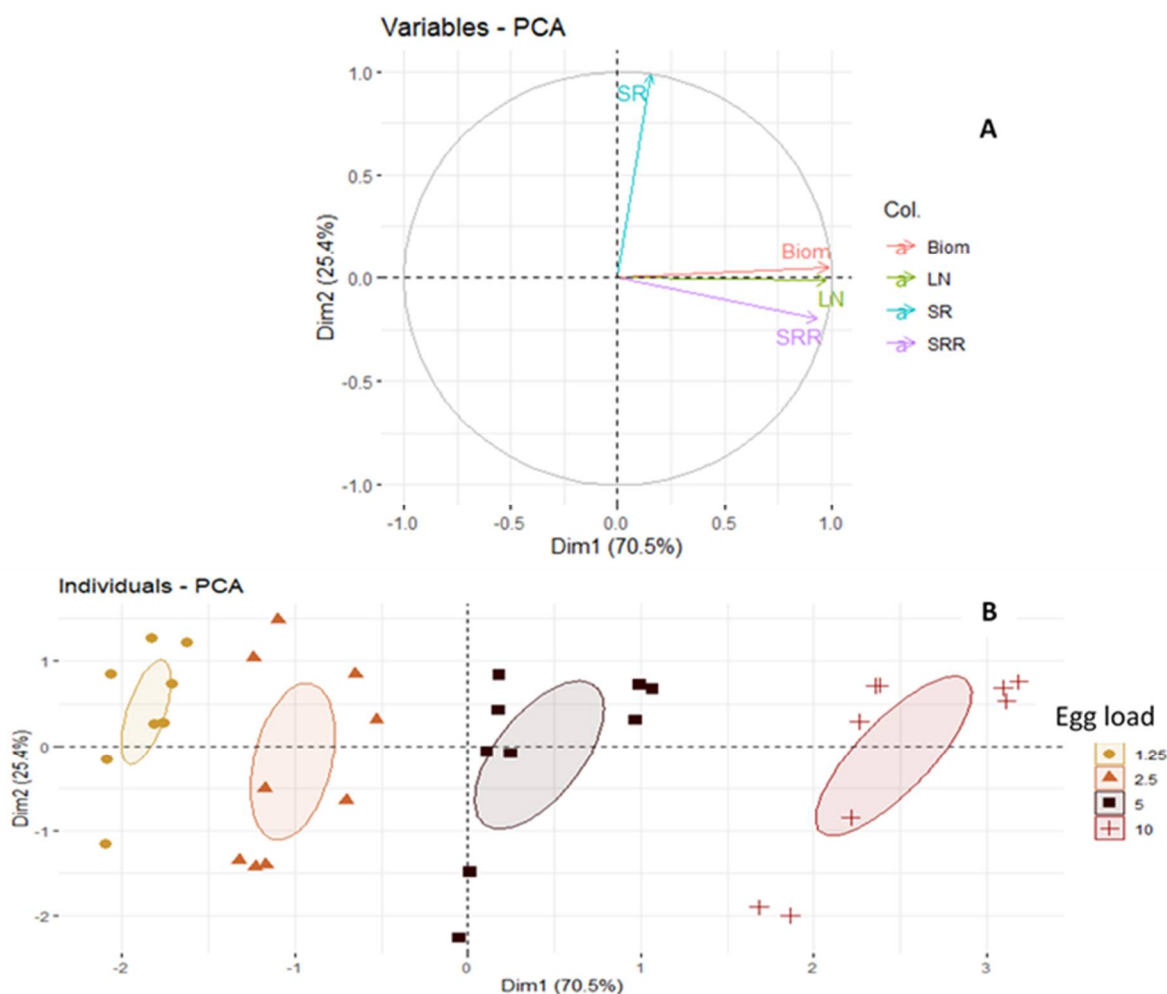 Variables - PCA
A
1.0
0.5
0.0
-0.5
-1.0
Dim2 (25.4%)
SR
Biom
LN
SRR
-1.0 -0.5 0.0 0.5 1.0
Dim1 (70.5%)
Col.
a Biom
a LN
a SR
a SRR
Individuals - PCA
B
1
0
-1
-2
Dim2 (25.4%)
-2 -1 0 1 2 3
Dim1 (70.5%)
Egg load
1.25
2.5
5
10